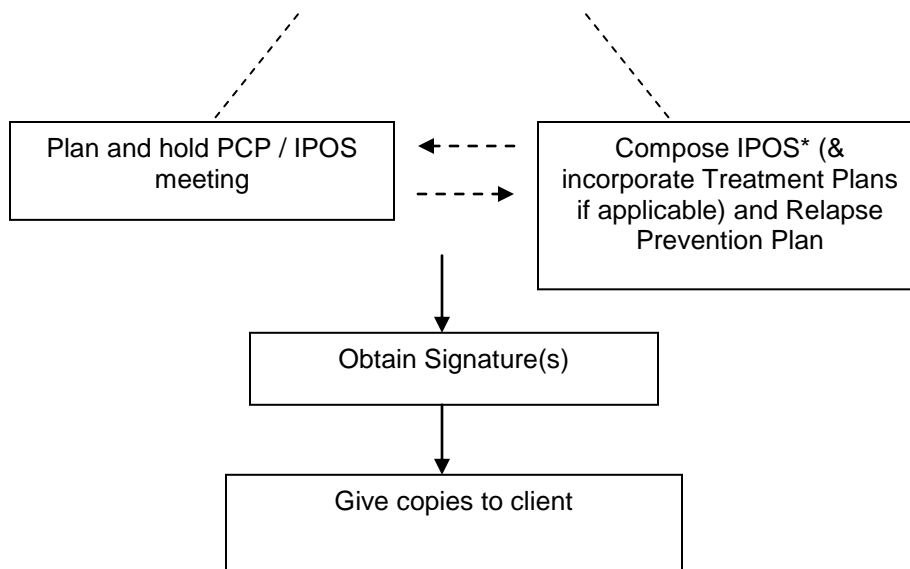 Plan and hold PCP / IPOS
meeting
Compose IPOS* (&
incorporate Treatment Plans
if applicable) and Relapse
Prevention Plan
Obtain Signature(s)
Give copies to client